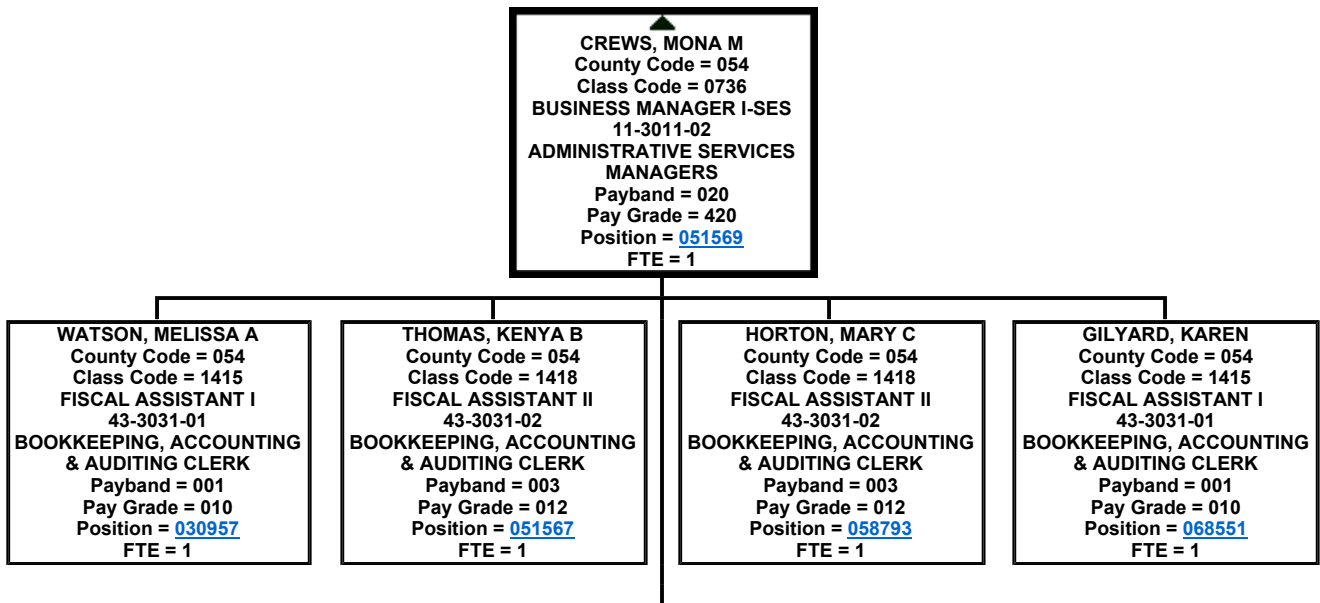 CREWS, MONA M
County Code = 054
Class Code = 0736
BUSINESS MANAGER I-SES
11-3011-02
ADMINISTRATIVE SERVICES
MANAGERS
Payband = 020
Pay Grade = 420
Position = 051569
FTE = 1
WATSON, MELISSA A
County Code = 054
Class Code = 1415
FISCAL ASSISTANT I
43-3031-01
BOOKKEEPING, ACCOUNTING
& AUDITING CLERK
Payband = 001
Pay Grade = 010
Position = 030957
FTE = 1
THOMAS, KENYA B
County Code = 054
Class Code = 1418
FISCAL ASSISTANT II
43-3031-02
BOOKKEEPING, ACCOUNTING
& AUDITING CLERK
Payband = 003
Pay Grade = 012
Position = 051567
FTE = 1
HORTON, MARY C
County Code = 054
Class Code = 1418
FISCAL ASSISTANT II
43-3031-02
BOOKKEEPING, ACCOUNTING
& AUDITING CLERK
Payband = 003
Pay Grade = 012
Position = 058793
FTE = 1
GILYARD, KAREN
County Code = 054
Class Code = 1415
FISCAL ASSISTANT I
43-3031-01
BOOKKEEPING, ACCOUNTING
& AUDITING CLERK
Payband = 001
Pay Grade = 010
Position = 068551
FTE = 1